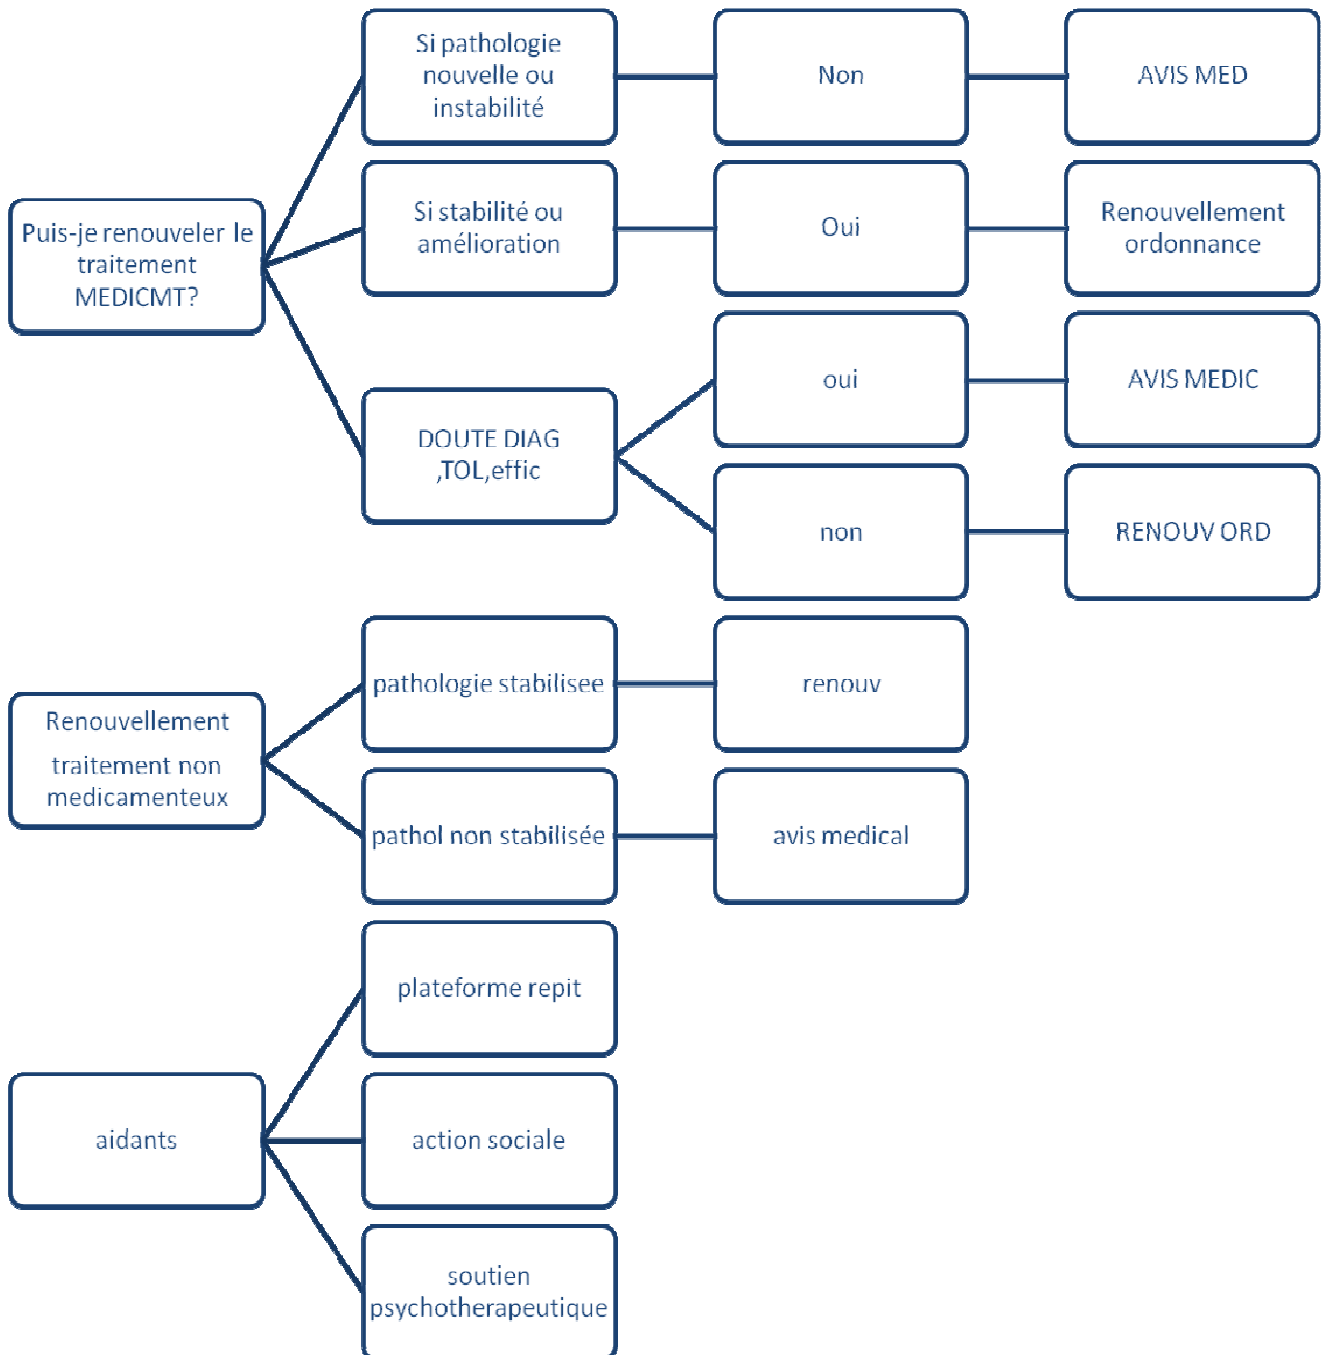 Si pathologie
nouvelle ou
instabilité
Non
AVIS MED
Puis-je renouveler le
traitement
MEDICMT?
Si stabilité ou
amélioration
Oui
Renouvellement
ordonnance
DOUTE DIAG
,TOL,effic
oui
AVIS MEDIC
non
RENOUV ORD
Renouvellement
traitement non
medicamenteux
pathologie stabilisee
renouv
pathol non stabilisée
avis medical
aidants
plateforme repit
action sociale
soutien
psychotherapeutique